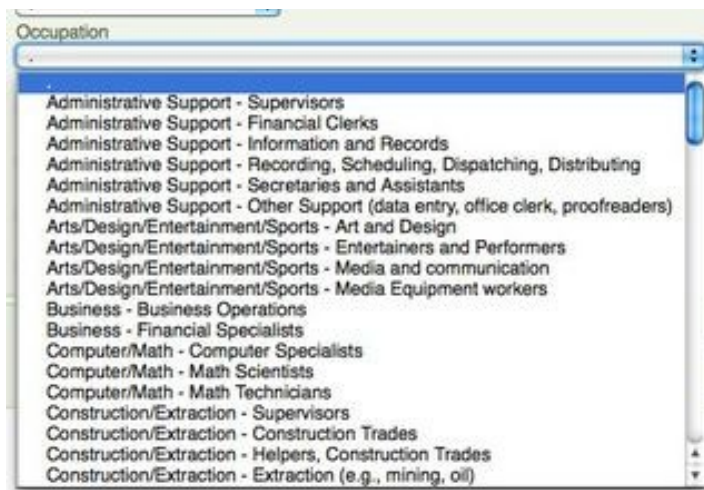 Occupation
.
.
Administrative Support - Supervisors
Administrative Support - Financial Clerks
Administrative Support - Information and Records
Administrative Support - Recording, Scheduling, Dispatching, Distributing
Administrative Support - Secretaries and Assistants
Administrative Support - Other Support (data entry, office clerk, proofreaders)
Arts/Design/Entertainment/Sports - Art and Design
Arts/Design/Entertainment/Sports - Entertainers and Performers
Arts/Design/Entertainment/Sports - Media and communication
Arts/Design/Entertainment/Sports - Media Equipment workers
Business - Business Operations
Business - Financial Specialists
Computer/Math - Computer Specialists
Computer/Math - Math Scientists
Computer/Math - Math Technicians
Construction/Extraction - Supervisors
Construction/Extraction - Construction Trades
Construction/Extraction - Helpers, Construction Trades
Construction/Extraction - Extraction (e.g., mining, oil)